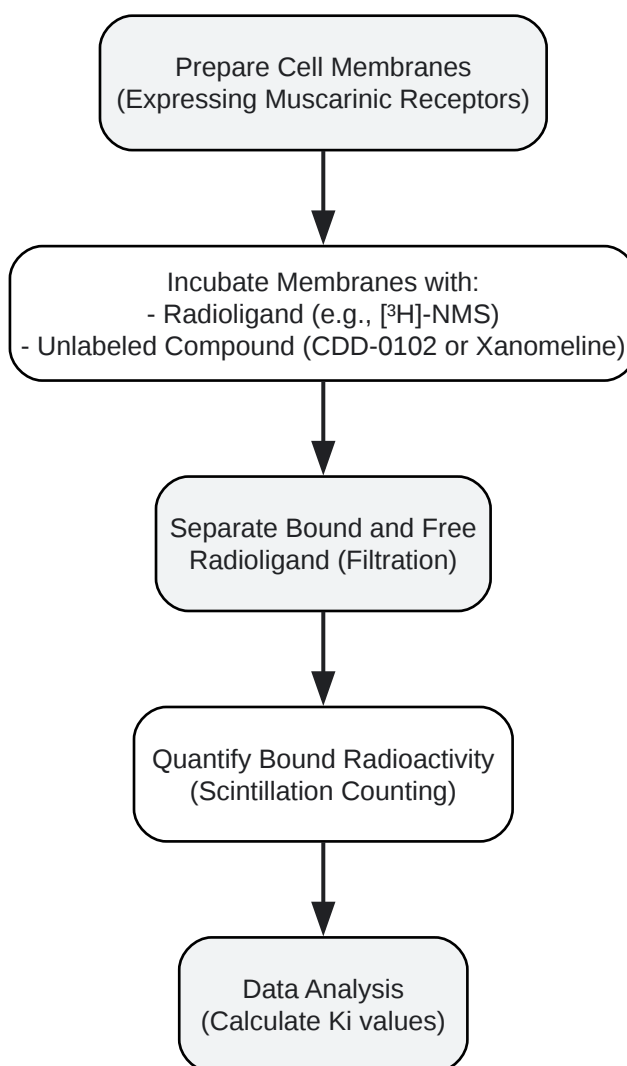 Prepare Cell Membranes
(Expressing Muscarinic Receptors)
Incubate Membranes with:
- Radioligand (e.g., [³H]-NMS)
- Unlabeled Compound (CDD-0102 or Xanomeline)
Separate Bound and Free
Radioligand (Filtration)
Quantify Bound Radioactivity
(Scintillation Counting)
Data Analysis
(Calculate Ki values)